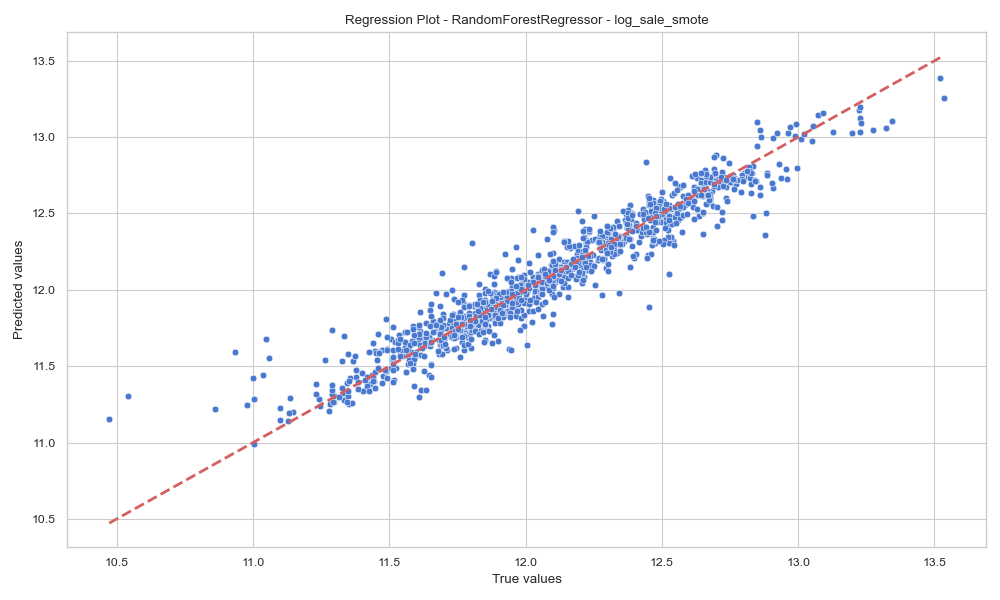 Regression Plot - RandomForestRegressor - log_sale_smote
Predicted values
13.5
13.0
12.5
12.0
11.5
11.0
10.5
10.5 11.0 11.5 12.0 12.5 13.0 13.5
True values